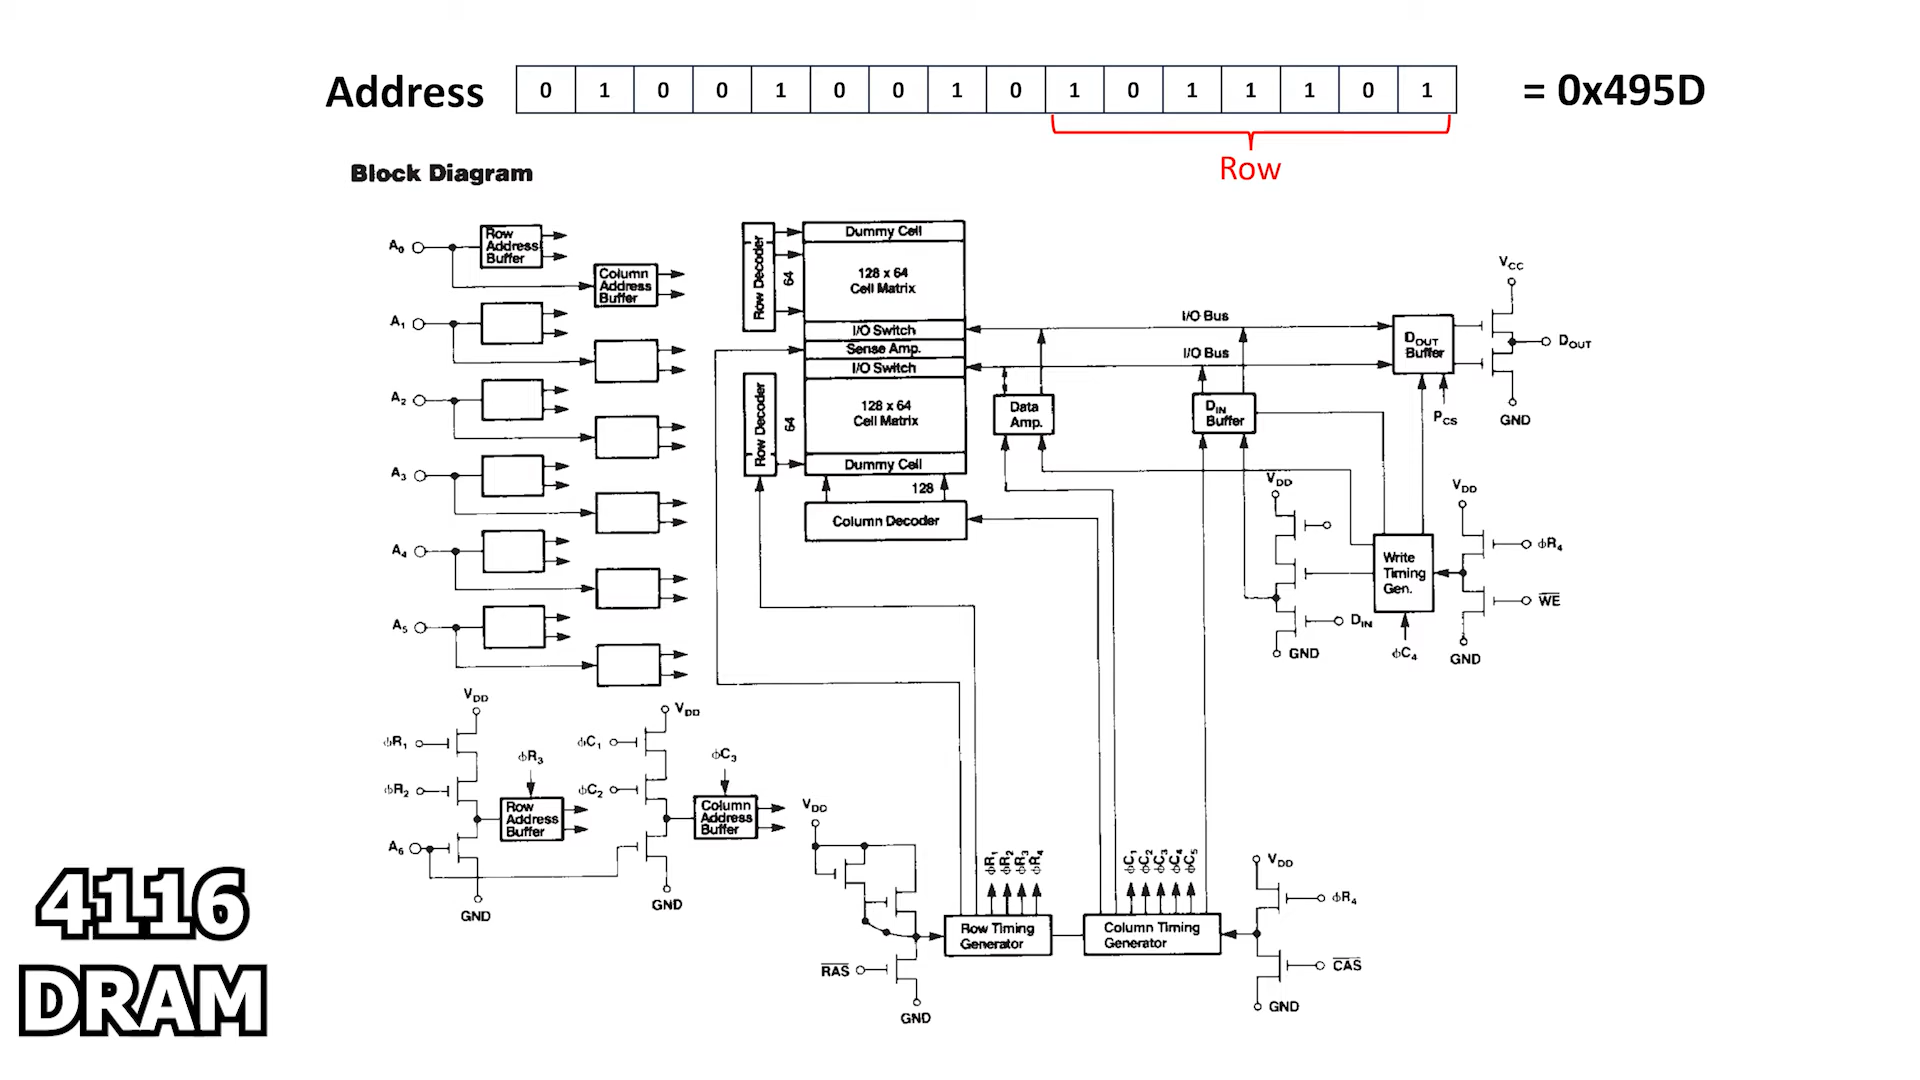 Address 0 1 0 0 1 0 0 1 0 1 0 1 1 1 0 1 = 0x495D
Row
Block Diagram
A0
Row
Address
Buffer
Column
Address
Buffer
A1
A2
A3
A4
A5
VDD
ϕR1
ϕR2
A6
GND
ϕR3
Row
Address
Buffer
VDD
ϕC1
ϕC2
GND
ϕC3
Column
Address
Buffer
Row Decoder
64
Dummy Cell
128 x 64
Cell Matrix
I/O Switch
Sense Amp.
I/O Switch
Row Decoder
64
128 x 64
Cell Matrix
Dummy Cell
128
Column Decoder
I/O Bus
I/O Bus
Data
Amp.
DIN
Buffer
DOUT
Buffer
PCS
VCC
DOUT
GND
VDD
DIN
GND
Write
Timing
Gen.
ϕC4
VDD
ϕR4
WE
GND
VDD
RAS
GND
ϕR1
ϕR2
ϕR3
ϕR4
Row Timing
Generator
ϕC1
ϕC2
ϕC3
ϕC4
ϕC5
Column Timing
Generator
VDD
ϕR4
CAS
GND
4116
DRAM